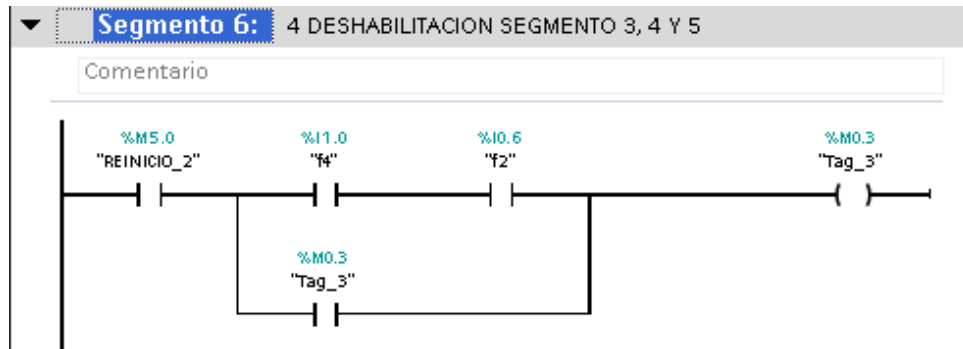 Segmento 6: 4 DESHABILITACION SEGMENTO 3, 4 Y 5
Comentario
%M5.0 %I1.0 %I0.6 %M0.3
"REINICIO_2" "f4" "f2" "Tag_3"
%M0.3
"Tag_3"